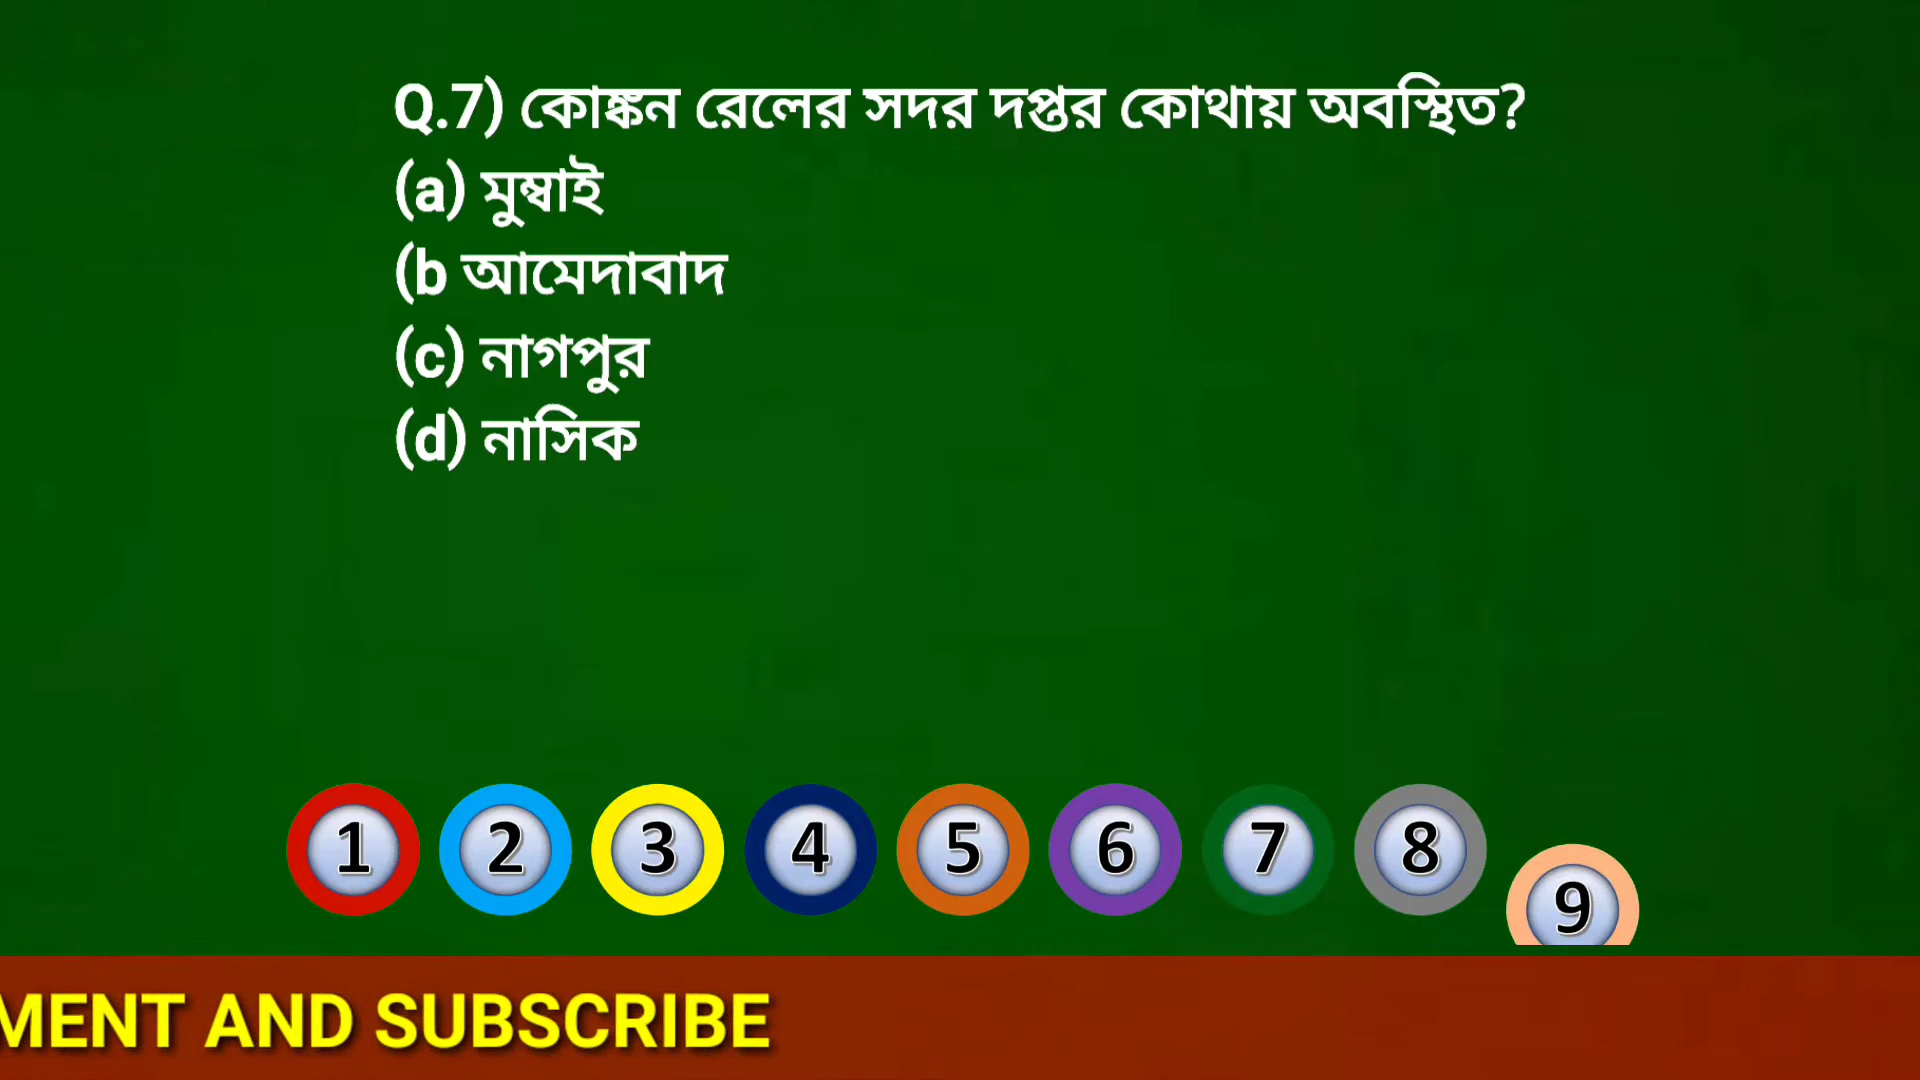 Q.7) কোঙ্কন রেলের সদর দপ্তর কোথায় অবস্থিত?
(a) মুম্বাই
(b আমেদাবাদ
(c) নাগপুর
(d) নাসিক
1 2 3 4 5 6 7 8 9
MENT AND SUBSCRIBE